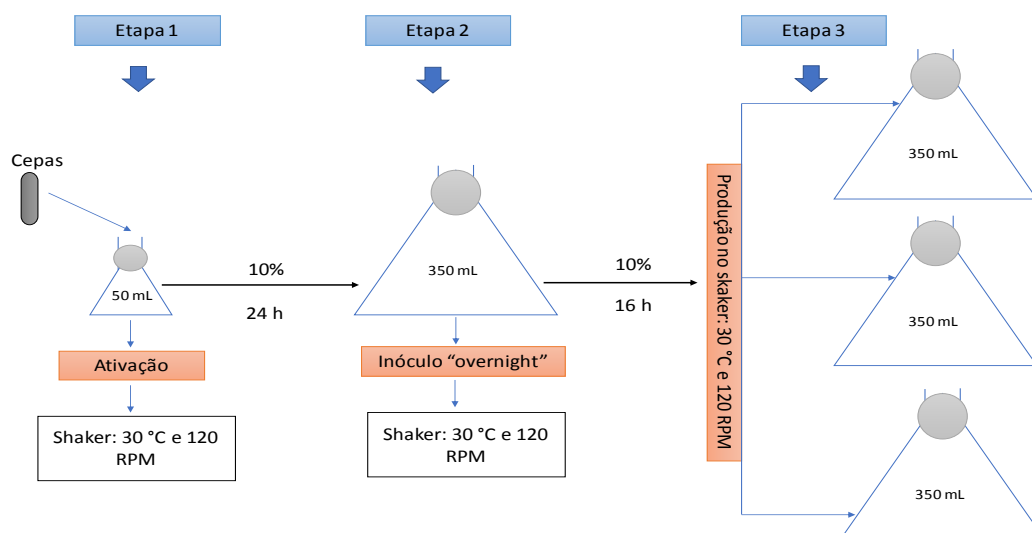 Etapa 1
Etapa 2
Etapa 3
Cepas
50 mL
10%
24 h
350 mL
10%
16 h
Ativação
Shaker: 30 °C e 120
RPM
Inóculo “overnight”
Shaker: 30 °C e 120
RPM
Produção no skaker: 30 °C e 120 RPM
350 mL
350 mL
350 mL